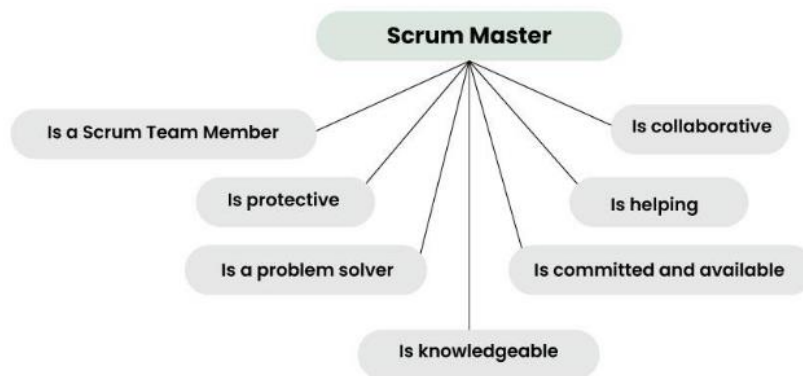 Scrum Master
Is a Scrum Team Member
Is collaborative
Is protective
Is helping
Is a problem solver
Is committed and available
Is knowledgeable